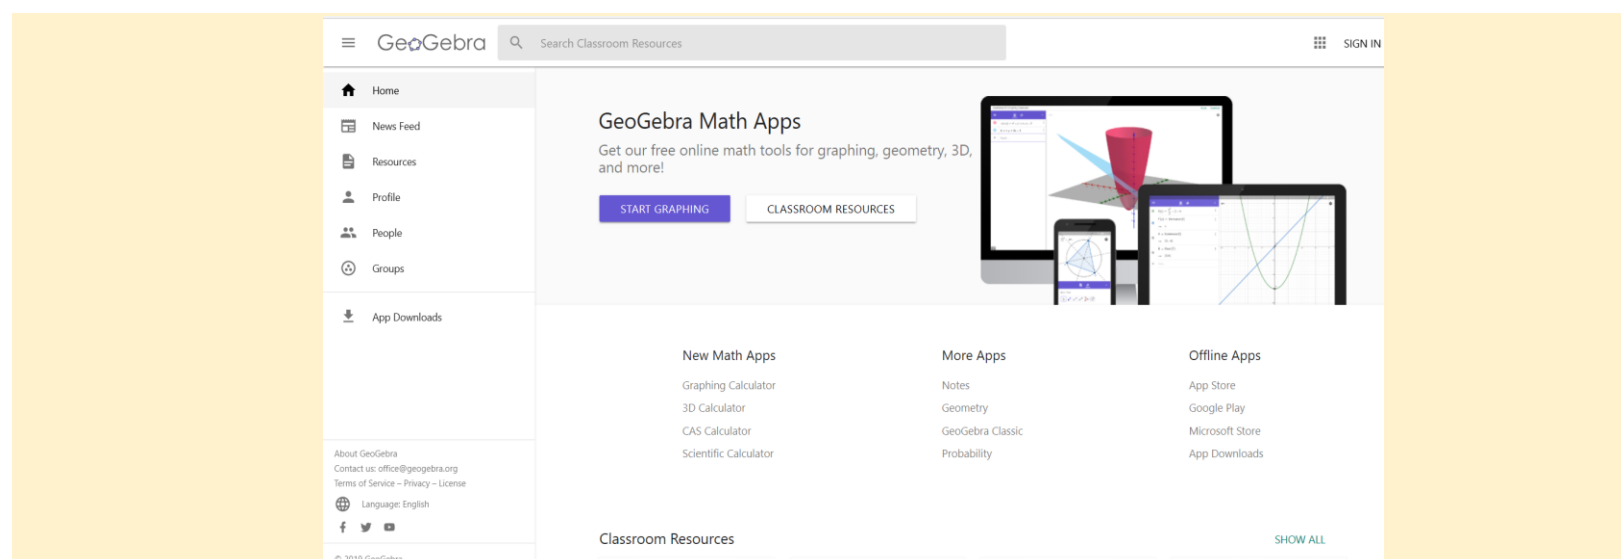 GeoGebra
Search Classroom Resources
SIGN IN
Home
News Feed
Resources
Profile
People
Groups
App Downloads
GeoGebra Math Apps
Get our free online math tools for graphing, geometry, 3D,
and more!
START GRAPHING
CLASSROOM RESOURCES
New Math Apps
Graphing Calculator
3D Calculator
CAS Calculator
Scientific Calculator
More Apps
Notes
Geometry
GeoGebra Classic
Probability
Offline Apps
App Store
Google Play
Microsoft Store
App Downloads
About GeoGebra
Contact us: office@geogebra.org
Terms of Service – Privacy – License
Language: English
© 2019 GeoGebra
Classroom Resources
SHOW ALL